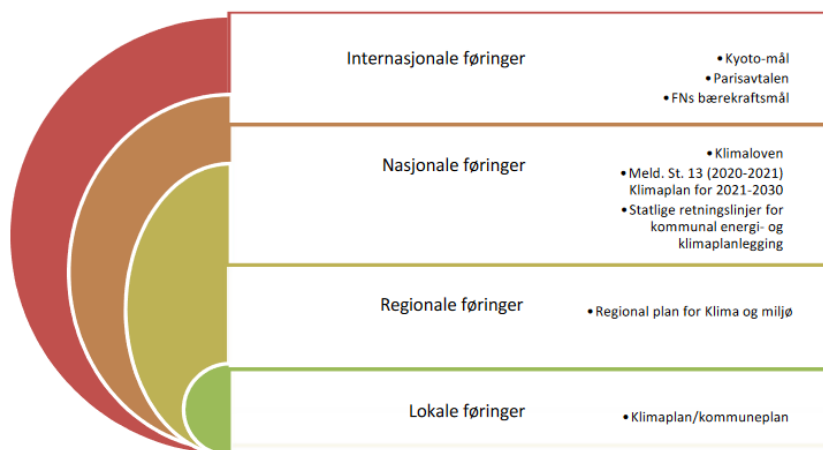 Internasjonale føringer
• Kyoto-mål
• Parisavtalen
• FNs bærekraftsmål
Nasjonale føringer
• Klimaloven
• Meld. St. 13 (2020-2021)
Klimaplan for 2021-2030
• Statlige retningslinjer for
kommunal energi- og
klimaplanlegging
Regionale føringer
• Regional plan for Klima og miljø
Lokale føringer
• Klimaplan/kommuneplan